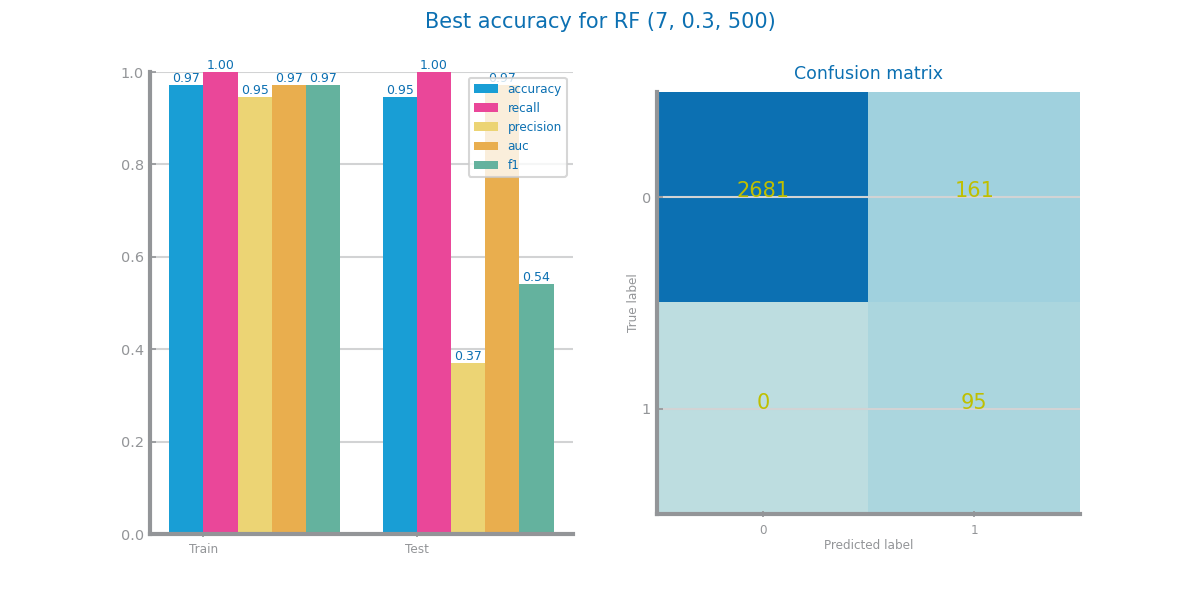 Best accuracy for RF (7, 0.3, 500)
1.0
0.8
0.6
0.4
0.2
0.0
0.97
1.00
0.95
0.97
0.97
0.95
1.00
0.37
0.97
0.54
accuracy
recall
precision
auc
f1
Train
Test
Confusion matrix
True label
0
1
2681
161
0
95
0
1
Predicted label